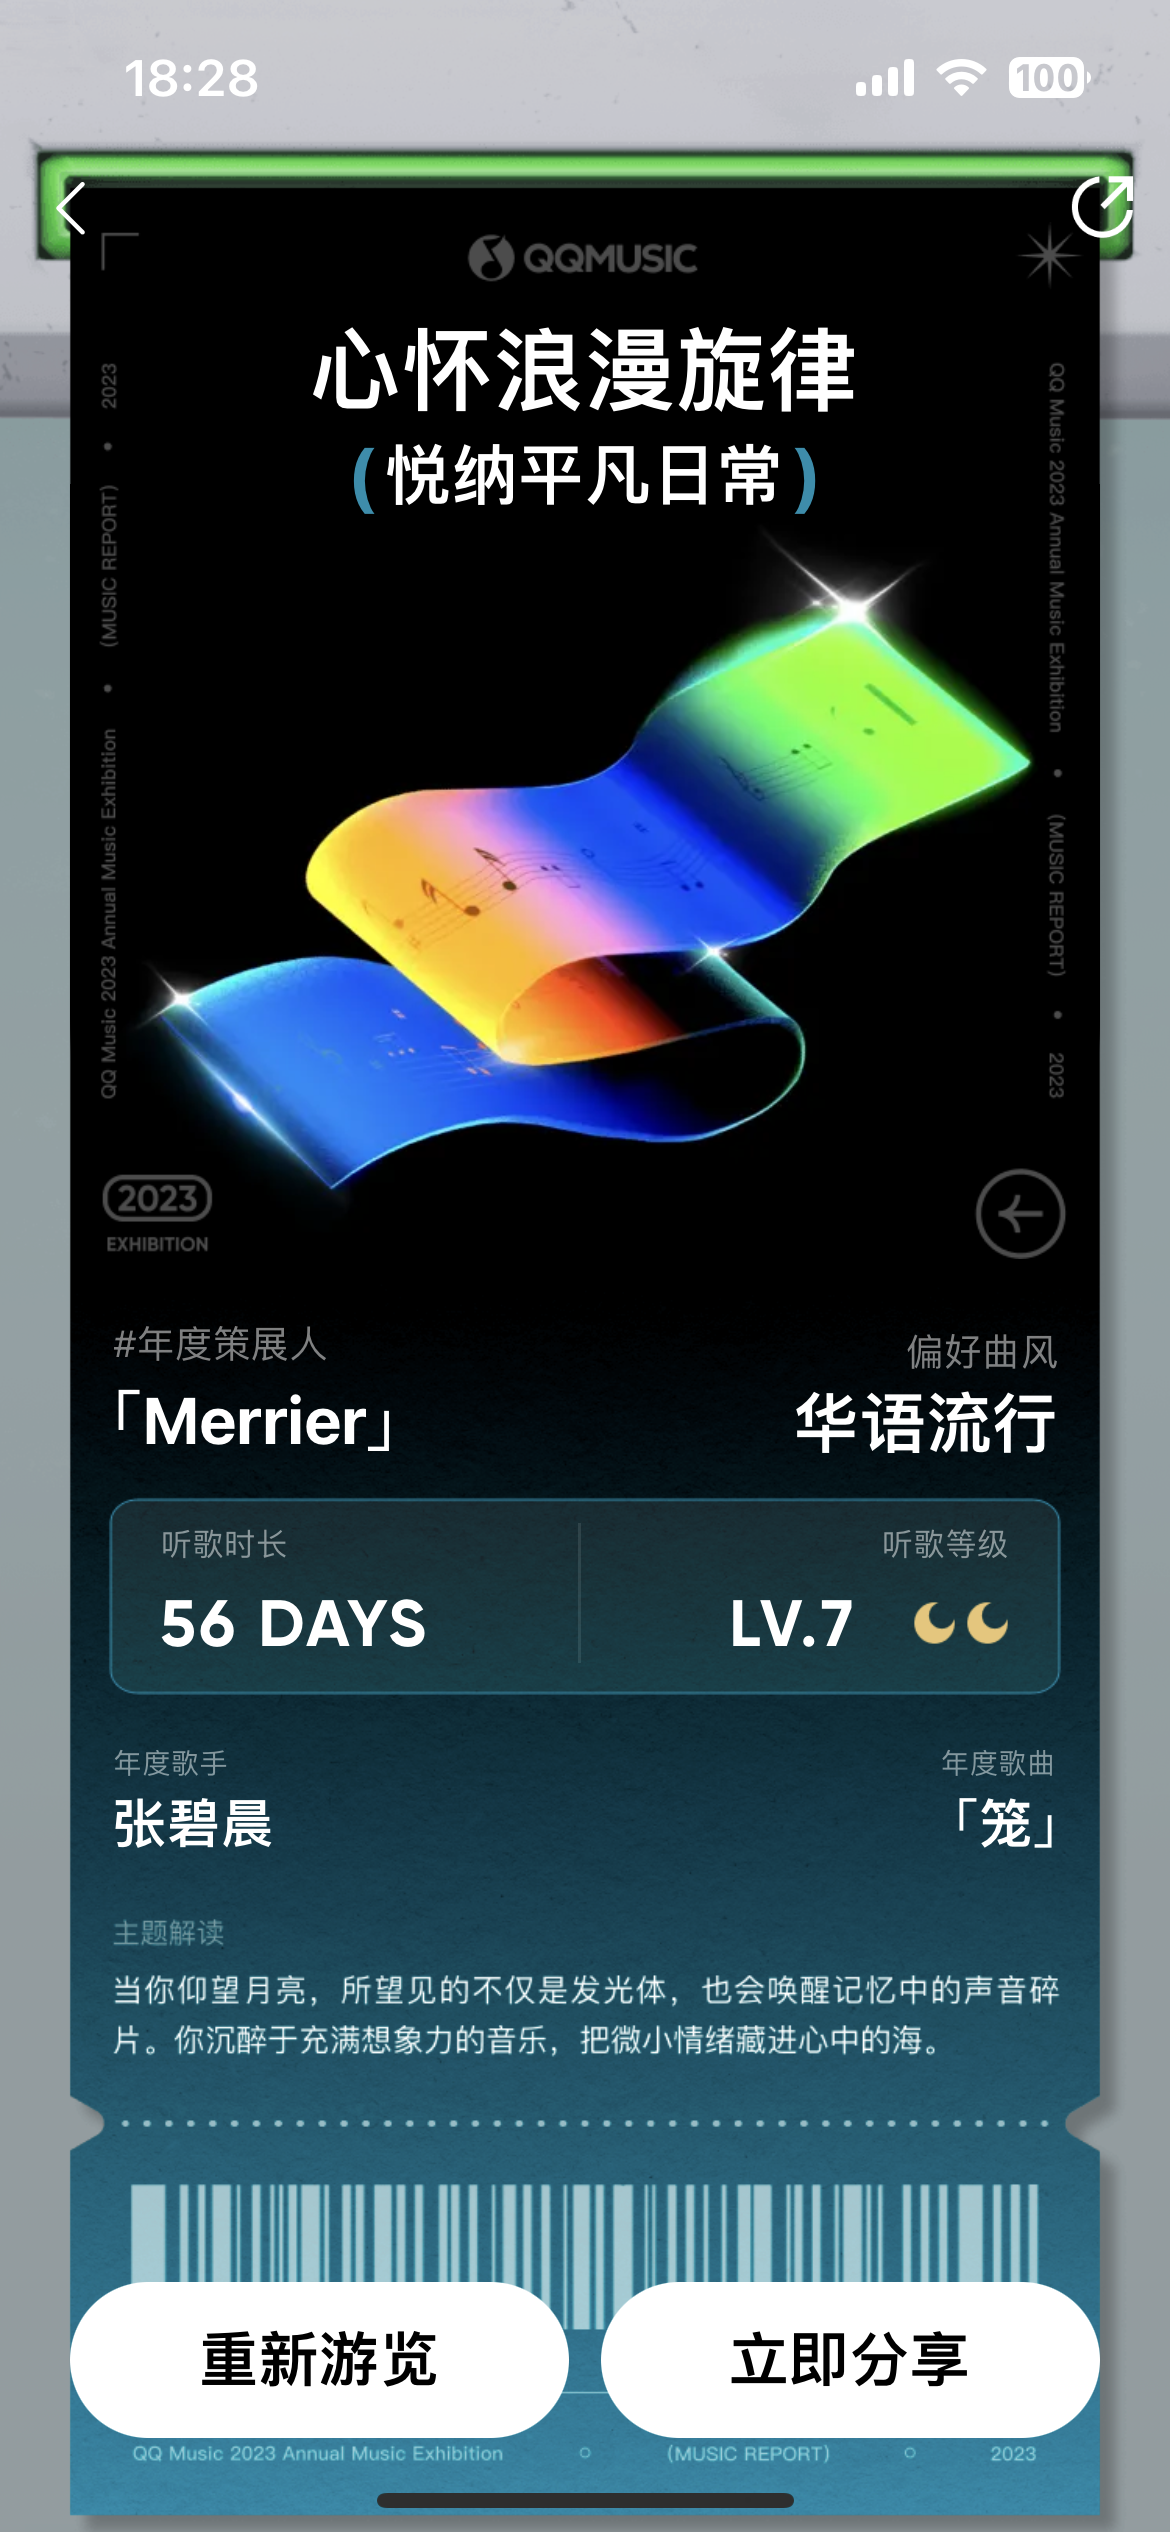 18:28
100
QQMUSIC
心怀浪漫旋律
(悦纳平凡日常)
QQ Music 2023 Annual Music Exhibition • (MUSIC REPORT) • 2023
QQ Music 2023 Annual Music Exhibition • (MUSIC REPORT) • 2023
2023
EXHIBITION
#年度策展人
「Merrier」
偏好曲风
华语流行
听歌时长
56 DAYS
听歌等级
LV.7
年度歌手
张碧晨
年度歌曲
「笼」
主题解读
当你仰望月亮，所望见的不仅是发光体，也会唤醒记忆中的声音碎
片。你沉醉于充满想象力的音乐，把微小情绪藏进心中的海。
重新游览
立即分享
QQ Music 2023 Annual Music Exhibition ○ (MUSIC REPORT) ○ 2023